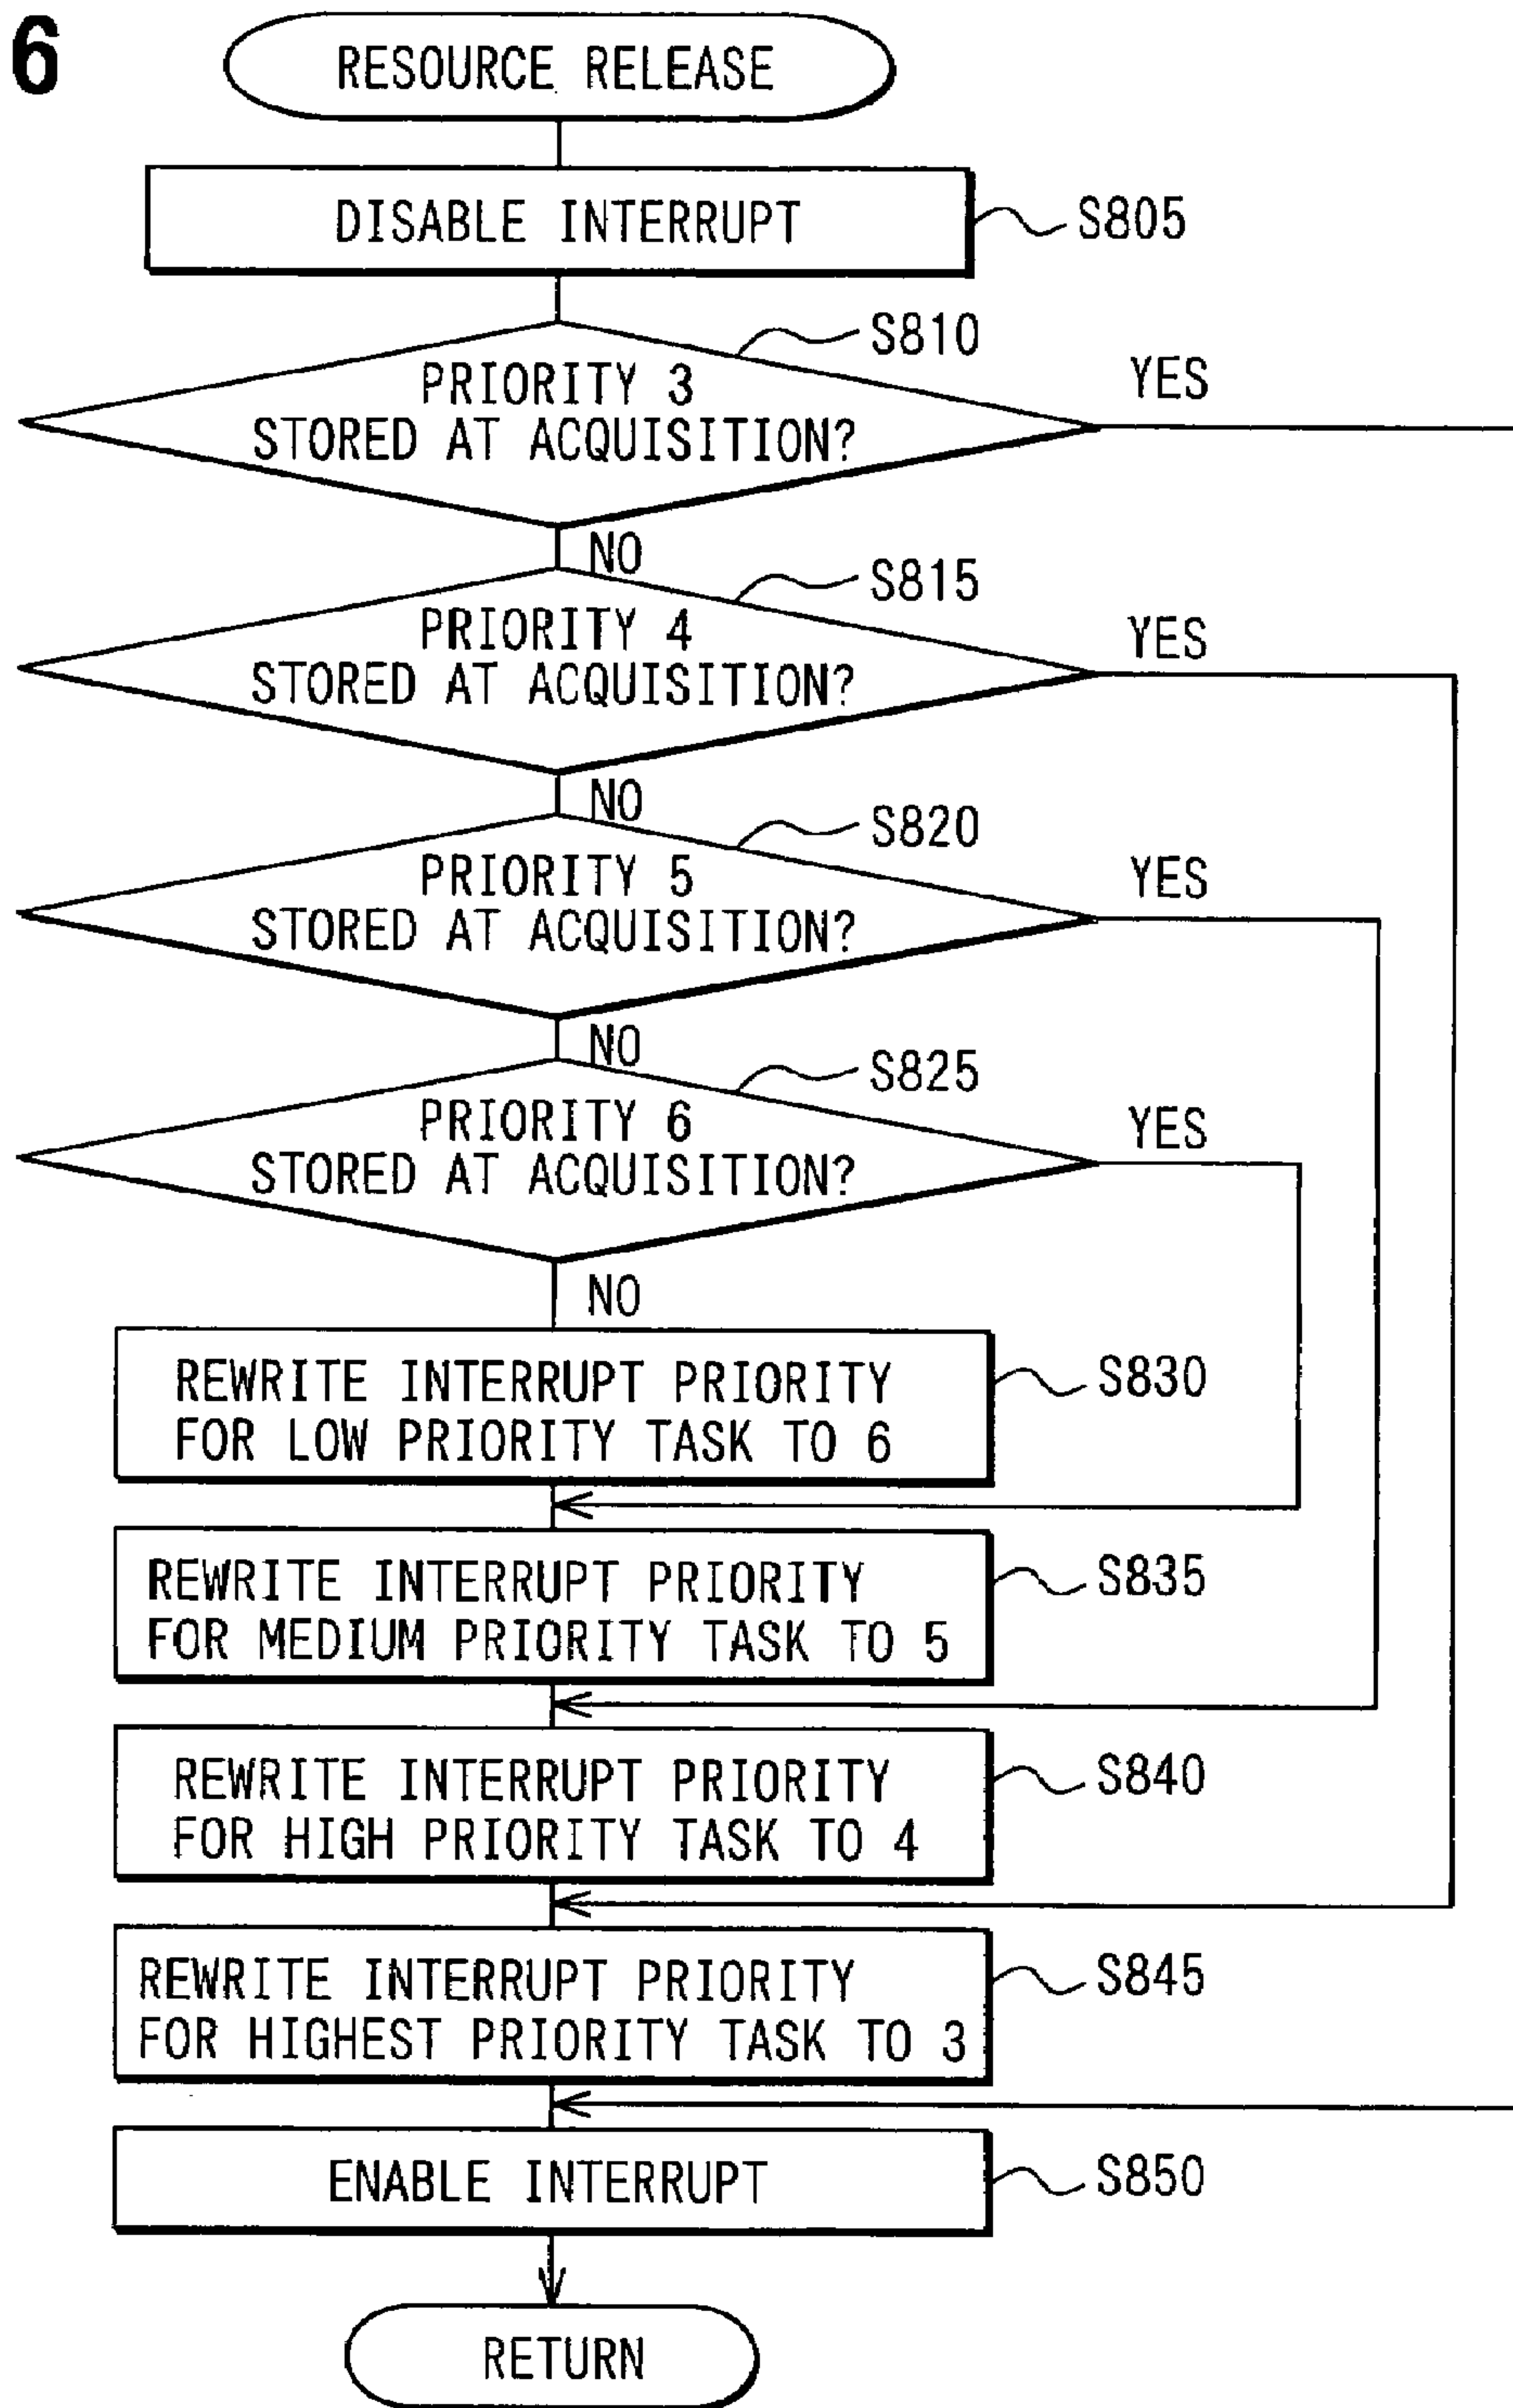 6
RESOURCE RELEASE
DISABLE INTERRUPT
S805
S810
PRIORITY 3
STORED AT ACQUISITION?
YES
NO
S815
PRIORITY 4
STORED AT ACQUISITION?
YES
NO
S820
PRIORITY 5
STORED AT ACQUISITION?
YES
NO
S825
PRIORITY 6
STORED AT ACQUISITION?
YES
NO
REWRITE INTERRUPT PRIORITY
FOR LOW PRIORITY TASK TO 6
S830
REWRITE INTERRUPT PRIORITY
FOR MEDIUM PRIORITY TASK TO 5
S835
REWRITE INTERRUPT PRIORITY
FOR HIGH PRIORITY TASK TO 4
S840
REWRITE INTERRUPT PRIORITY
FOR HIGHEST PRIORITY TASK TO 3
S845
ENABLE INTERRUPT
S850
RETURN